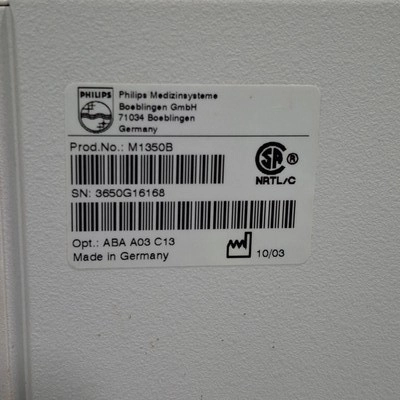 PHILIPS
Philips Medizinsysteme
Boeblingen GmbH
71034 Boeblingen
Germany
Prod.No.: M1350B
SA ®
NRTL/C
SN: 3650G16168
Opt.: ABA A03 C13
Made in Germany
10/03